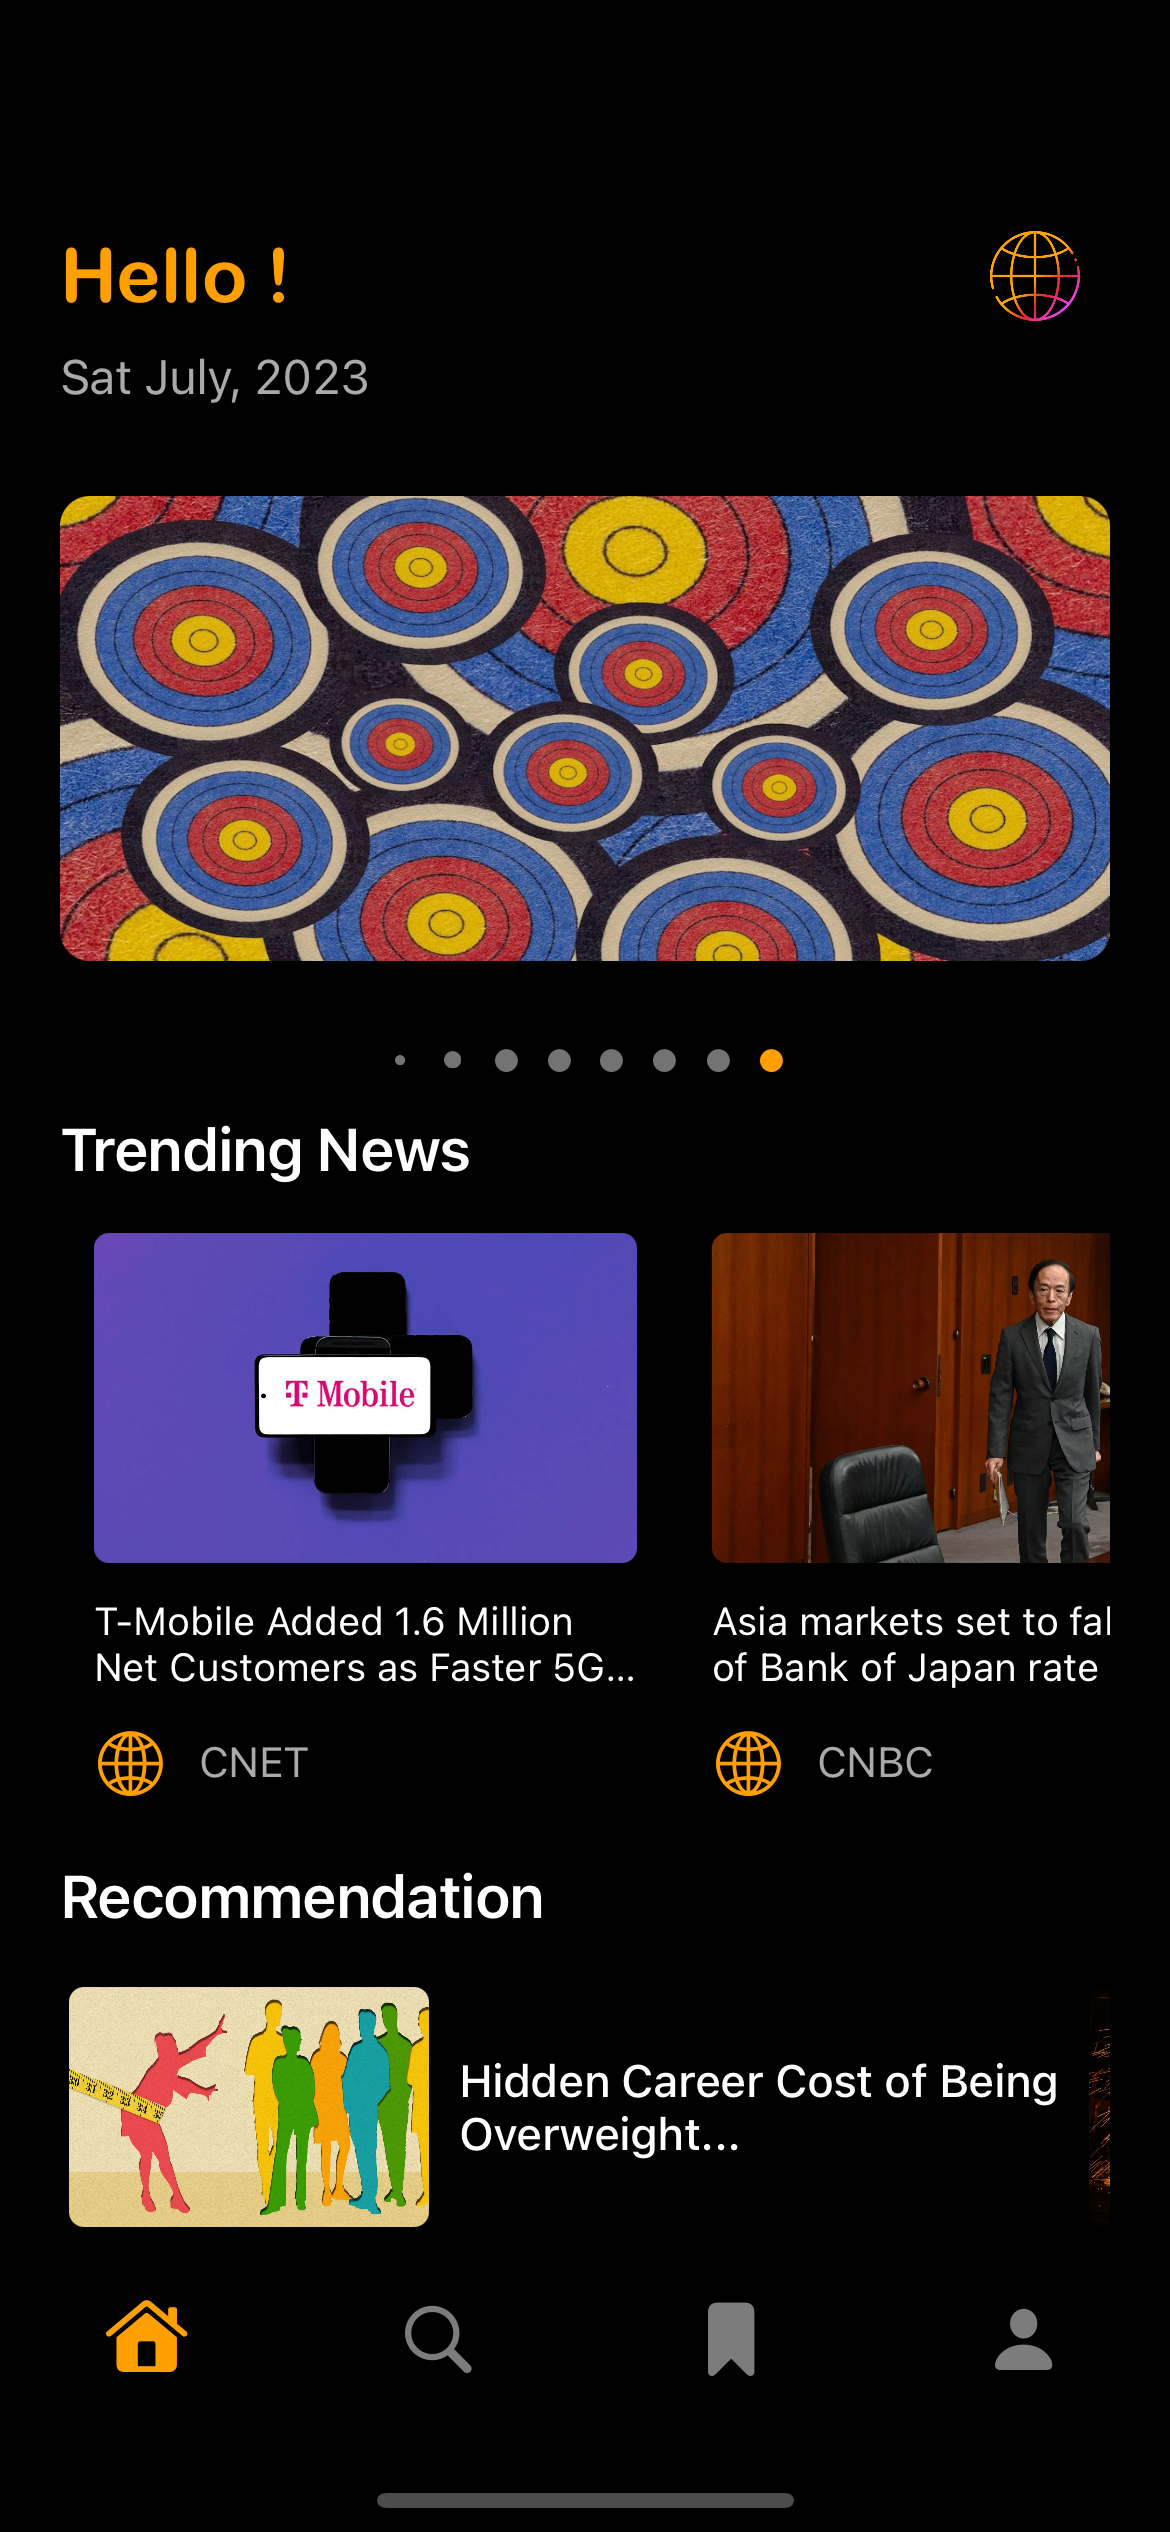 Hello !
Sat July, 2023
Trending News
T Mobile
T-Mobile Added 1.6 Million
Net Customers as Faster 5G...
CNET
Asia markets set to fal
of Bank of Japan rate
CNBC
Recommendation
Hidden Career Cost of Being
Overweight...